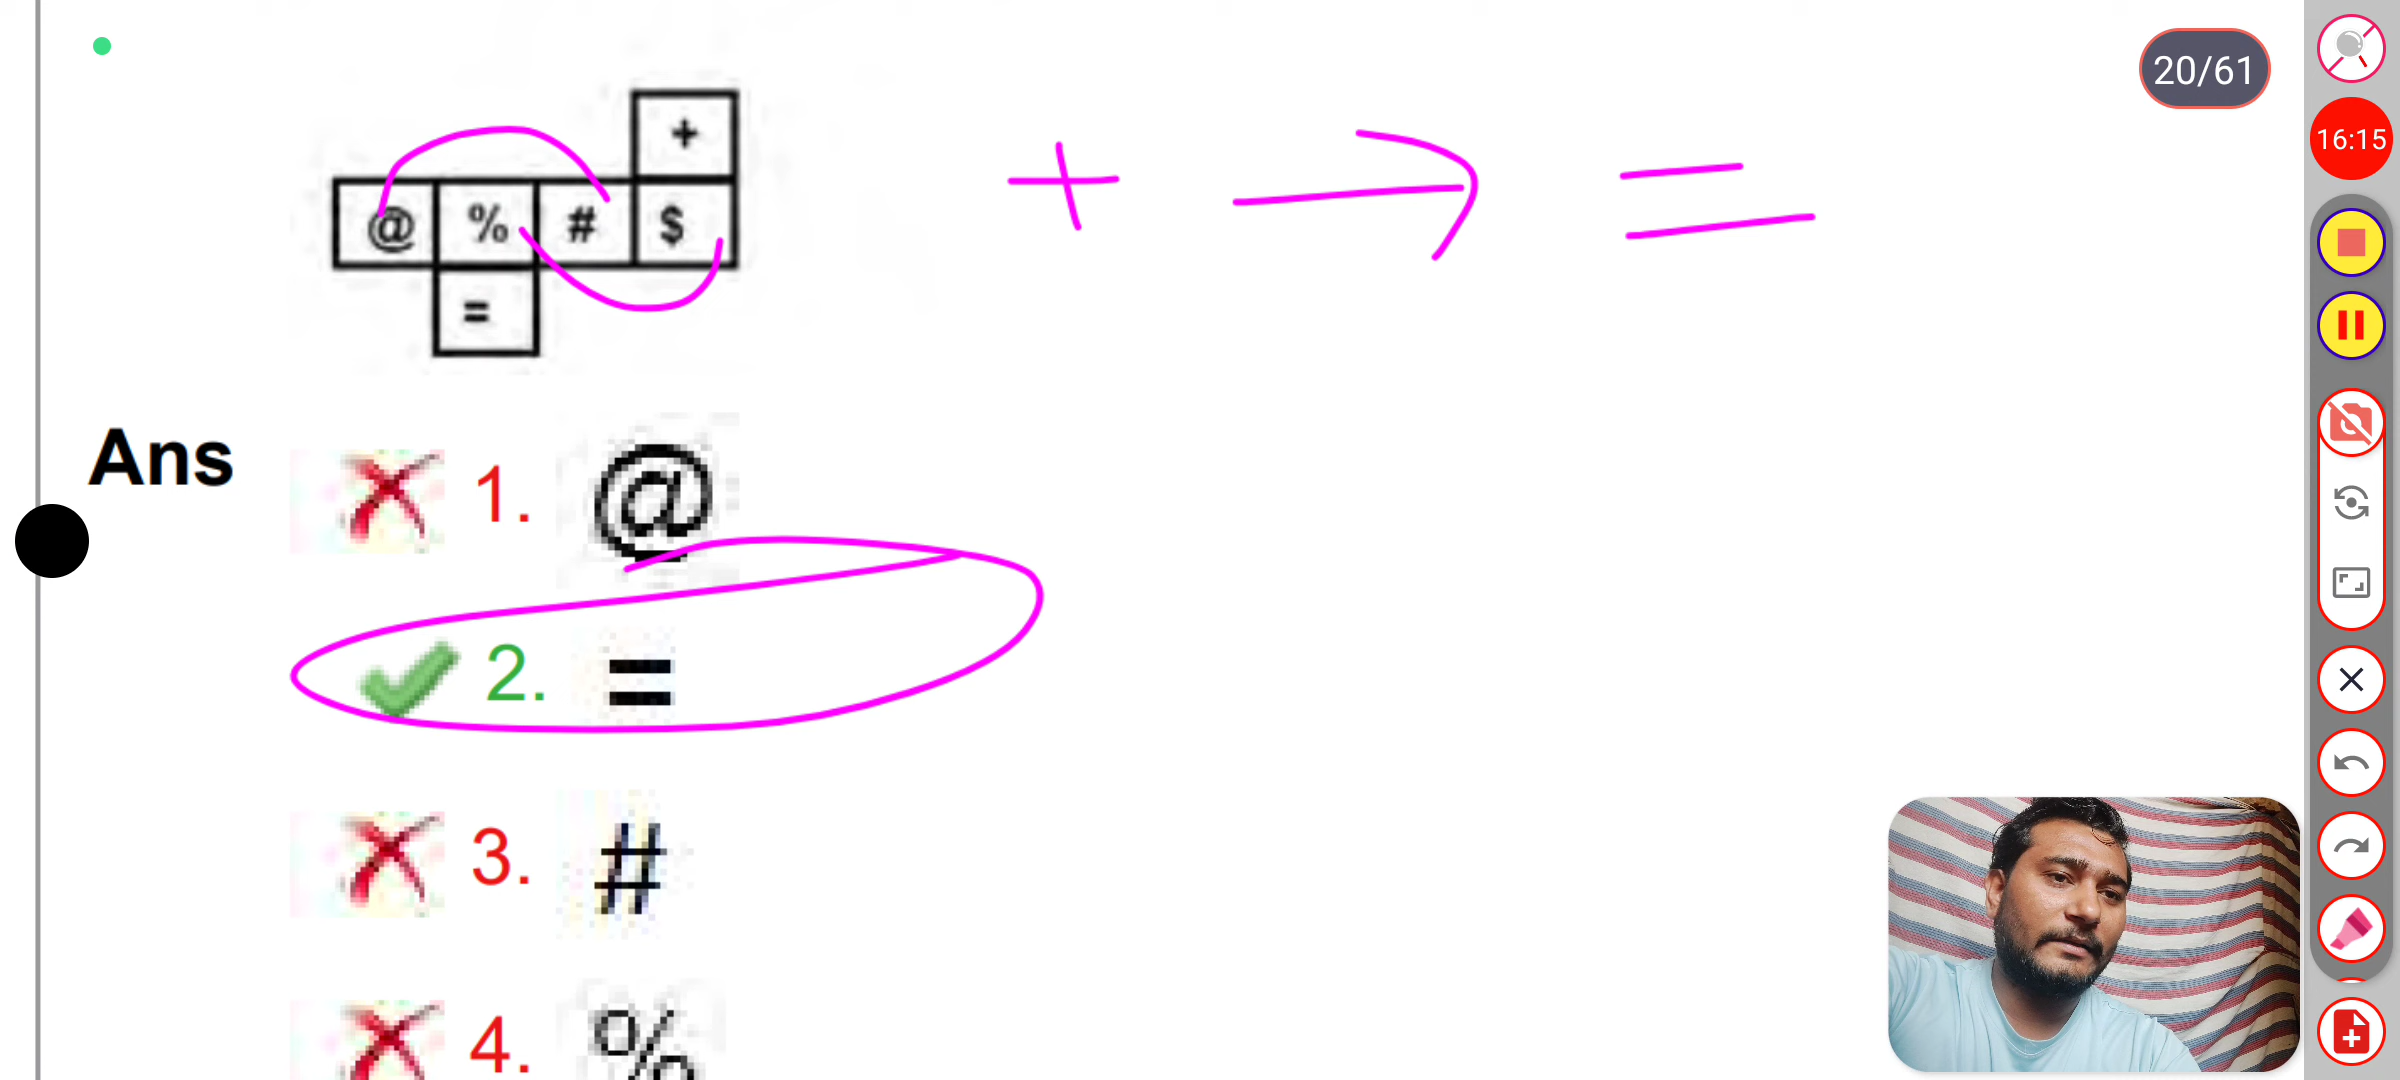 20/61
16:15
+
@ % # $
=
+ → =
Ans
1. @
2. =
3. #
4. %